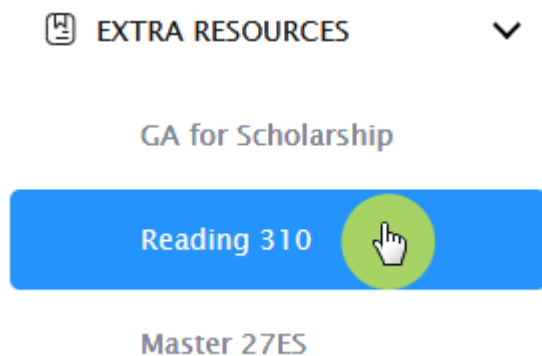 EXTRA RESOURCES
GA for Scholarship
Reading 310
Master 27ES